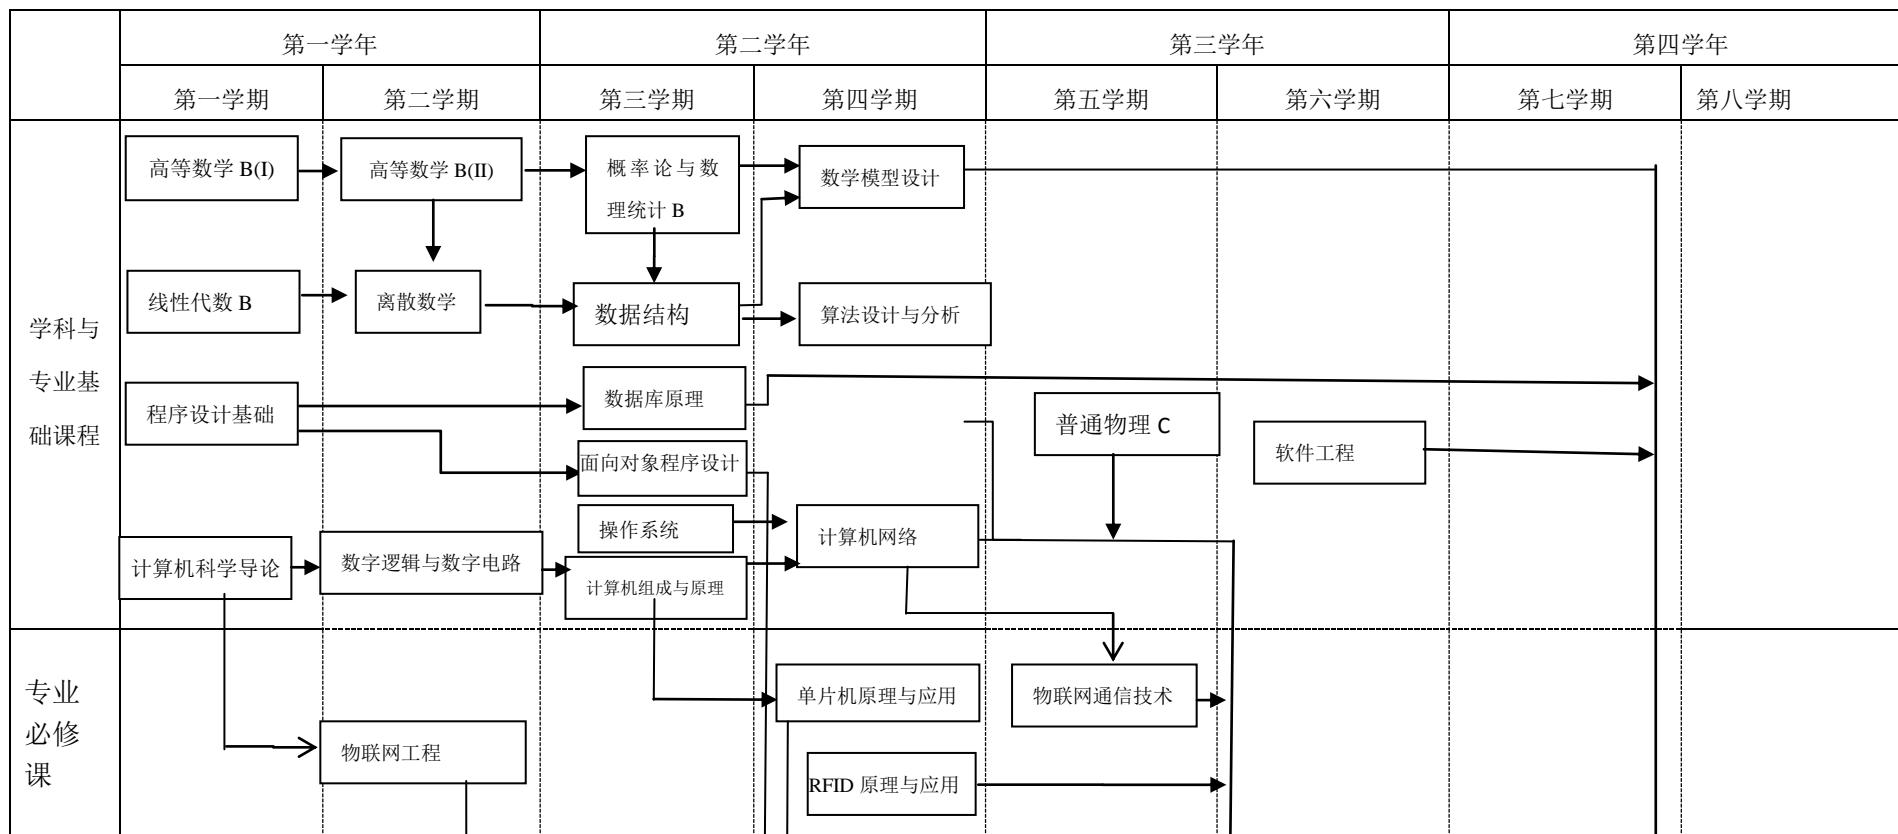 第一学年 第二学年 第三学年 第四学年
第一学期 第二学期 第三学期 第四学期 第五学期 第六学期 第七学期 第八学期
学科与
专业基
础课程
高等数学 B(I)
高等数学 B(II)
概率论与数
理统计 B
数学模型设计
线性代数 B
离散数学
数据结构
算法设计与分析
程序设计基础
数据库原理
普通物理 C
软件工程
面向对象程序设计
操作系统
计算机网络
计算机科学导论
数字逻辑与数字电路
计算机组成与原理
专业
必修
课
单片机原理与应用
物联网通信技术
物联网工程
RFID 原理与应用